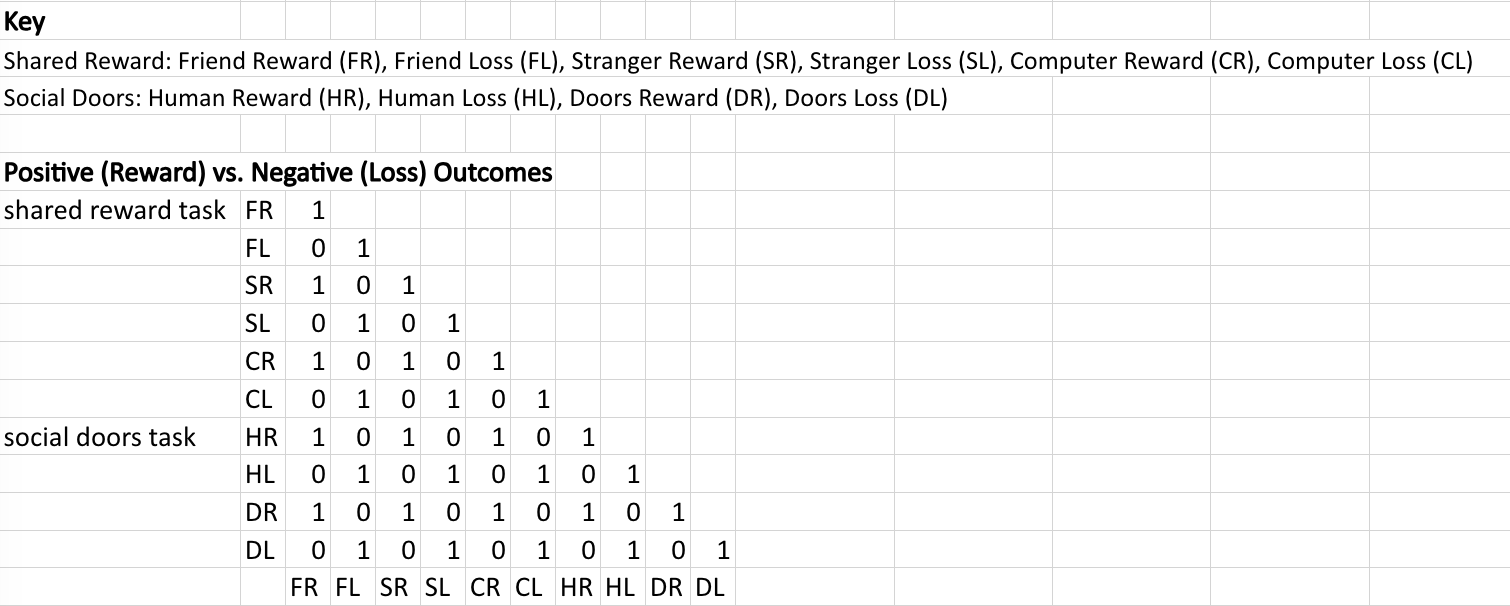 Key
Shared Reward: Friend Reward (FR), Friend Loss (FL), Stranger Reward (SR), Stranger Loss (SL), Computer Reward (CR), Computer Loss (CL)
Social Doors: Human Reward (HR), Human Loss (HL), Doors Reward (DR), Doors Loss (DL)
Positive (Reward) vs. Negative (Loss) Outcomes
shared reward task FR 1
FL 0 1
SR 1 0 1
SL 0 1 0 1
CR 1 0 1 0 1
CL 0 1 0 1 0 1
social doors task HR 1 0 1 0 1 0 1
HL 0 1 0 1 0 1 0 1
DR 1 0 1 0 1 0 1 0 1
DL 0 1 0 1 0 1 0 1 0 1
FR FL SR SL CR CL HR HL DR DL